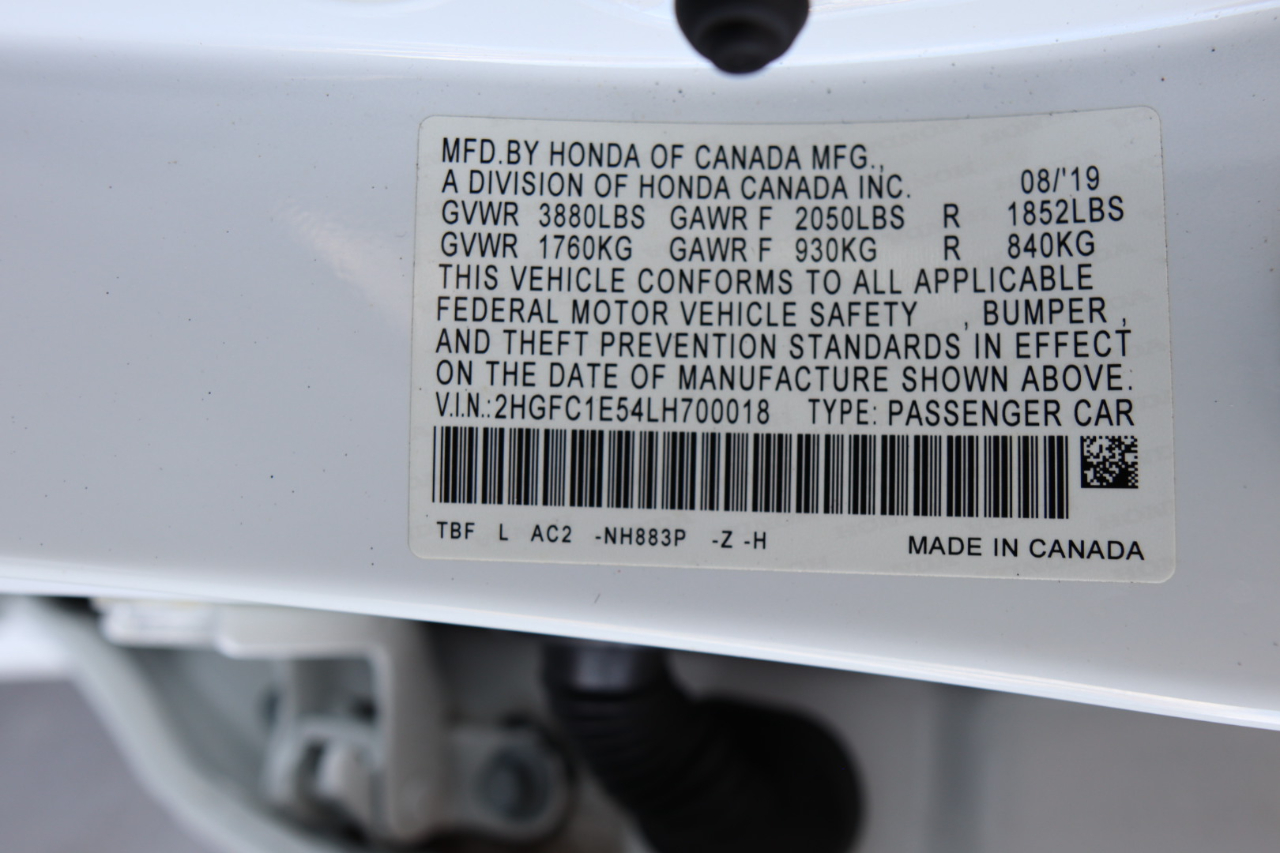 MFD.BY HONDA OF CANADA MFG.,
A DIVISION OF HONDA CANADA INC. 08/'19
GVWR 3880LBS GAWR F 2050LBS R 1852LBS
GVWR 1760KG GAWR F 930KG R 840KG
THIS VEHICLE CONFORMS TO ALL APPLICABLE
FEDERAL MOTOR VEHICLE SAFETY , BUMPER ,
AND THEFT PREVENTION STANDARDS IN EFFECT
ON THE DATE OF MANUFACTURE SHOWN ABOVE.
V.I.N.:2HGFC1E54LH700018 TYPE: PASSENGER CAR
TBF L AC2 -NH883P -Z -H MADE IN CANADA